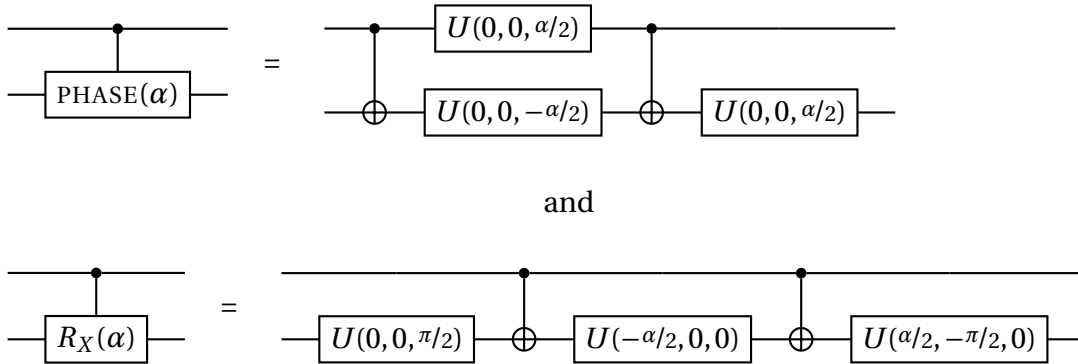 U(0, 0, α/2)
PHASE(α) = U(0, 0, −α/2) U(0, 0, α/2)
and
R_X(α) = U(0, 0, π/2) U(−α/2, 0, 0) U(α/2, −π/2, 0)